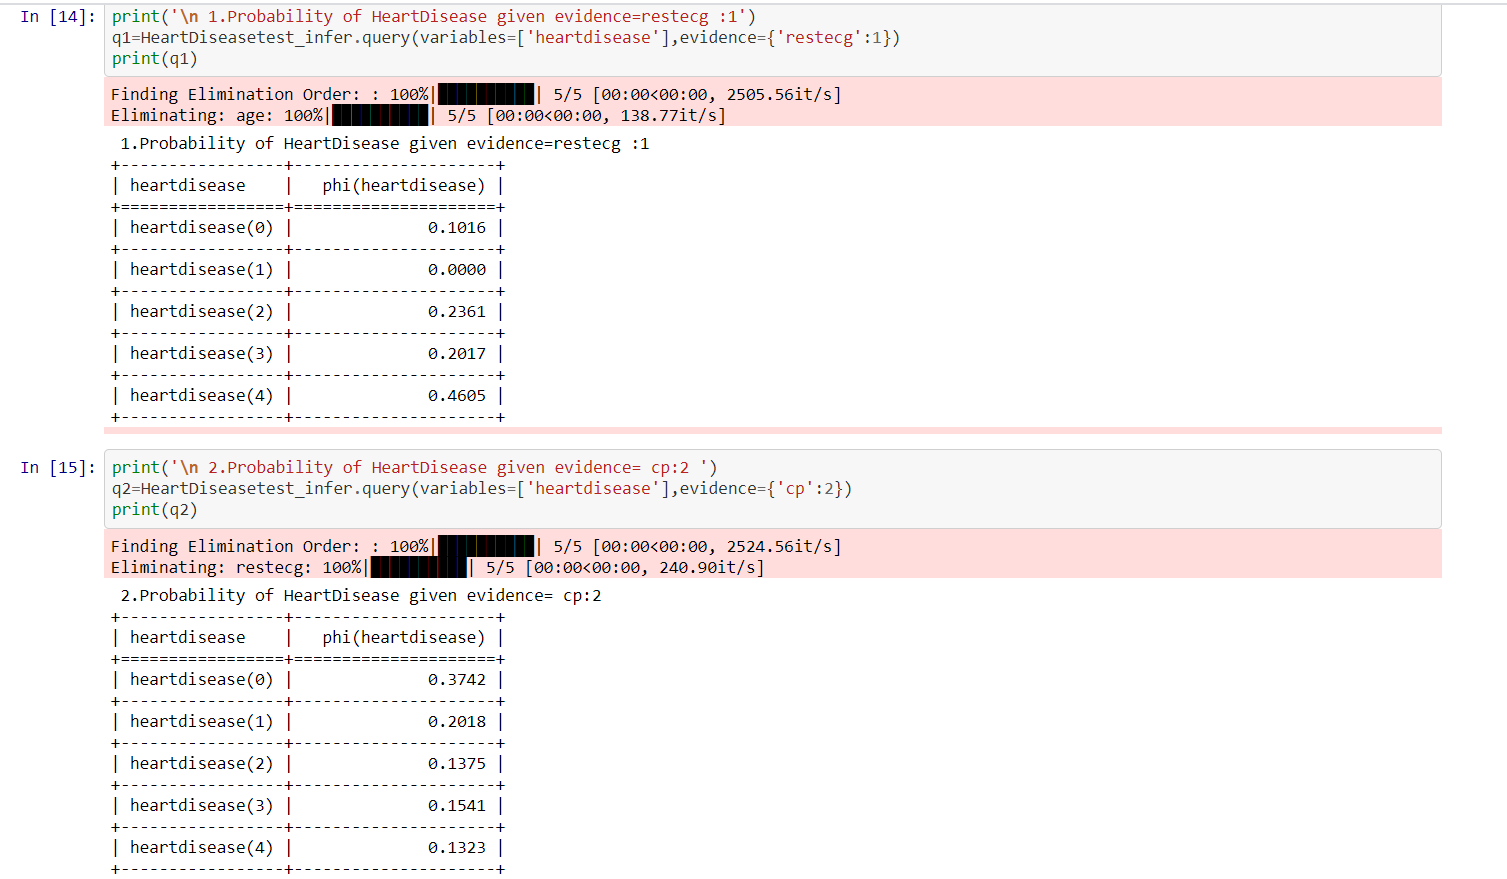 In [14]: print('\n 1.Probability of HeartDisease given evidence=restecg :1')
q1=HeartDiseasetest_infer.query(variables=['heartdisease'],evidence={'restecg':1})
print(q1)
Finding Elimination Order: : 100%|██████████| 5/5 [00:00<00:00, 2505.56it/s]
Eliminating: age: 100%|██████████| 5/5 [00:00<00:00, 138.77it/s]
1.Probability of HeartDisease given evidence=restecg :1
+-----------------+---------------------+
| heartdisease    |   phi(heartdisease) |
+=================+=====================+
| heartdisease(0) |              0.1016 |
+-----------------+---------------------+
| heartdisease(1) |              0.0000 |
+-----------------+---------------------+
| heartdisease(2) |              0.2361 |
+-----------------+---------------------+
| heartdisease(3) |              0.2017 |
+-----------------+---------------------+
| heartdisease(4) |              0.4605 |
+-----------------+---------------------+
In [15]: print('\n 2.Probability of HeartDisease given evidence= cp:2 ')
q2=HeartDiseasetest_infer.query(variables=['heartdisease'],evidence={'cp':2})
print(q2)
Finding Elimination Order: : 100%|██████████| 5/5 [00:00<00:00, 2524.56it/s]
Eliminating: restecg: 100%|██████████| 5/5 [00:00<00:00, 240.90it/s]
2.Probability of HeartDisease given evidence= cp:2
+-----------------+---------------------+
| heartdisease    |   phi(heartdisease) |
+=================+=====================+
| heartdisease(0) |              0.3742 |
+-----------------+---------------------+
| heartdisease(1) |              0.2018 |
+-----------------+---------------------+
| heartdisease(2) |              0.1375 |
+-----------------+---------------------+
| heartdisease(3) |              0.1541 |
+-----------------+---------------------+
| heartdisease(4) |              0.1323 |
+-----------------+---------------------+